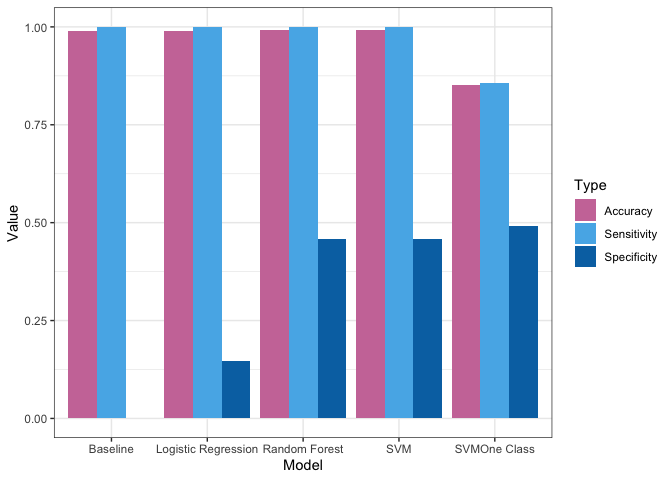 1.00
0.75
0.50
0.25
0.00
Value
Baseline
Logistic Regression
Random Forest
SVM
SVMOne Class
Model
Type
Accuracy
Sensitivity
Specificity